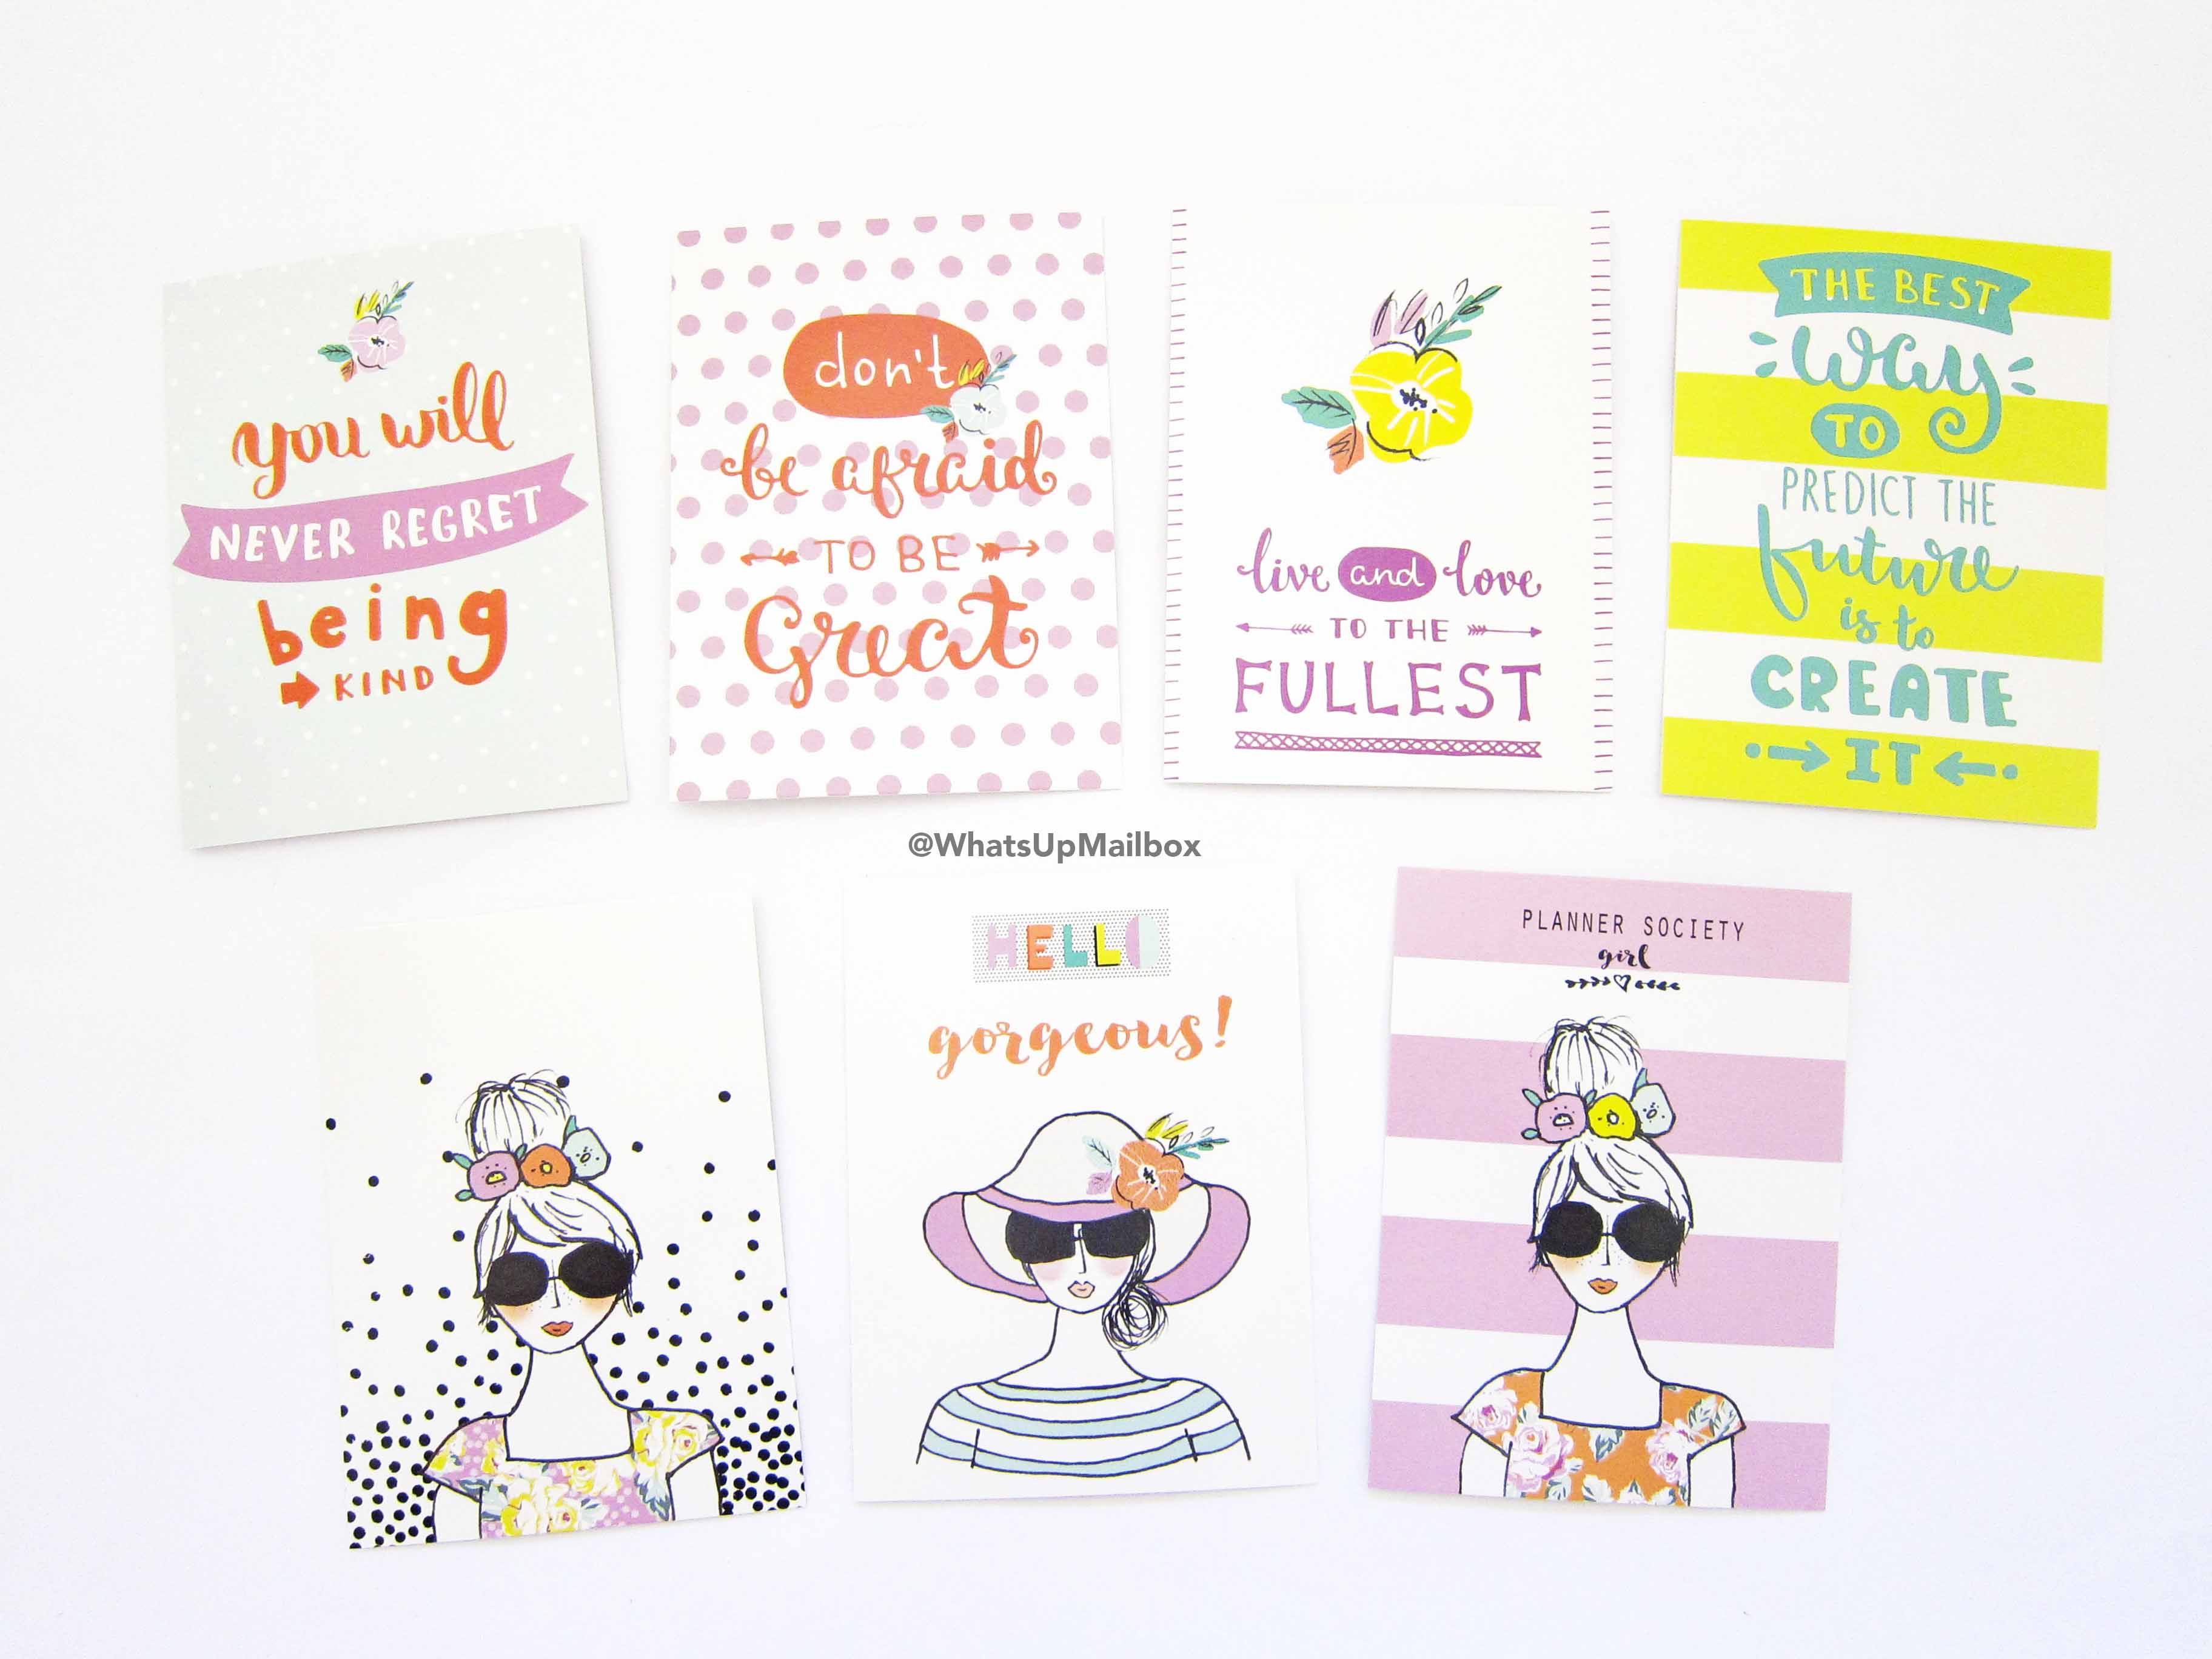 you will
NEVER REGRET
being
KIND
don't
be afraid
TO BE
Great
live and love
TO THE
FULLEST
THE BEST
way
TO
PREDICT THE
future
is to
CREATE
IT
@WhatsUpMailbox
HELLO
gorgeous!
PLANNER SOCIETY
girl